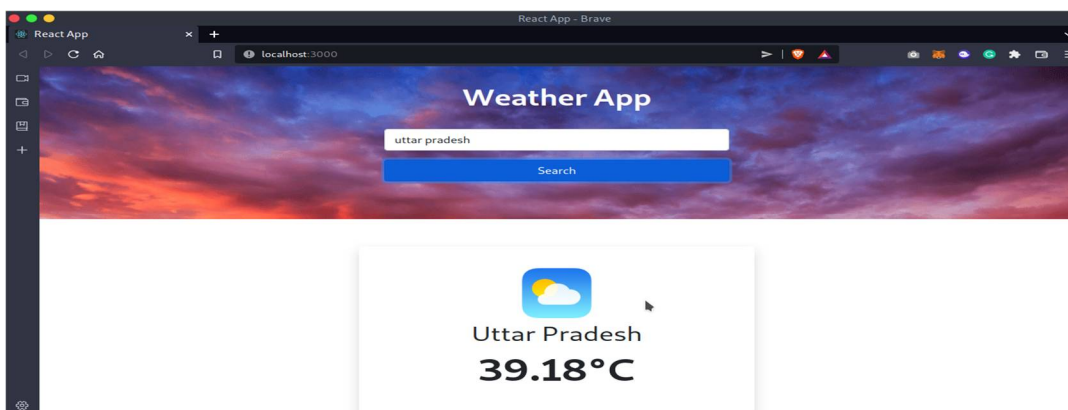 React App - Brave
React App
localhost:3000
Weather App
uttar pradesh
Search
Uttar Pradesh
39.18°C